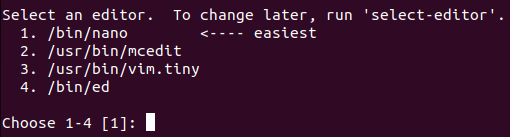 Select an editor.  To change later, run 'select-editor'.
  1. /bin/nano        <---- easiest
  2. /usr/bin/mcedit
  3. /usr/bin/vim.tiny
  4. /bin/ed

Choose 1-4 [1]: